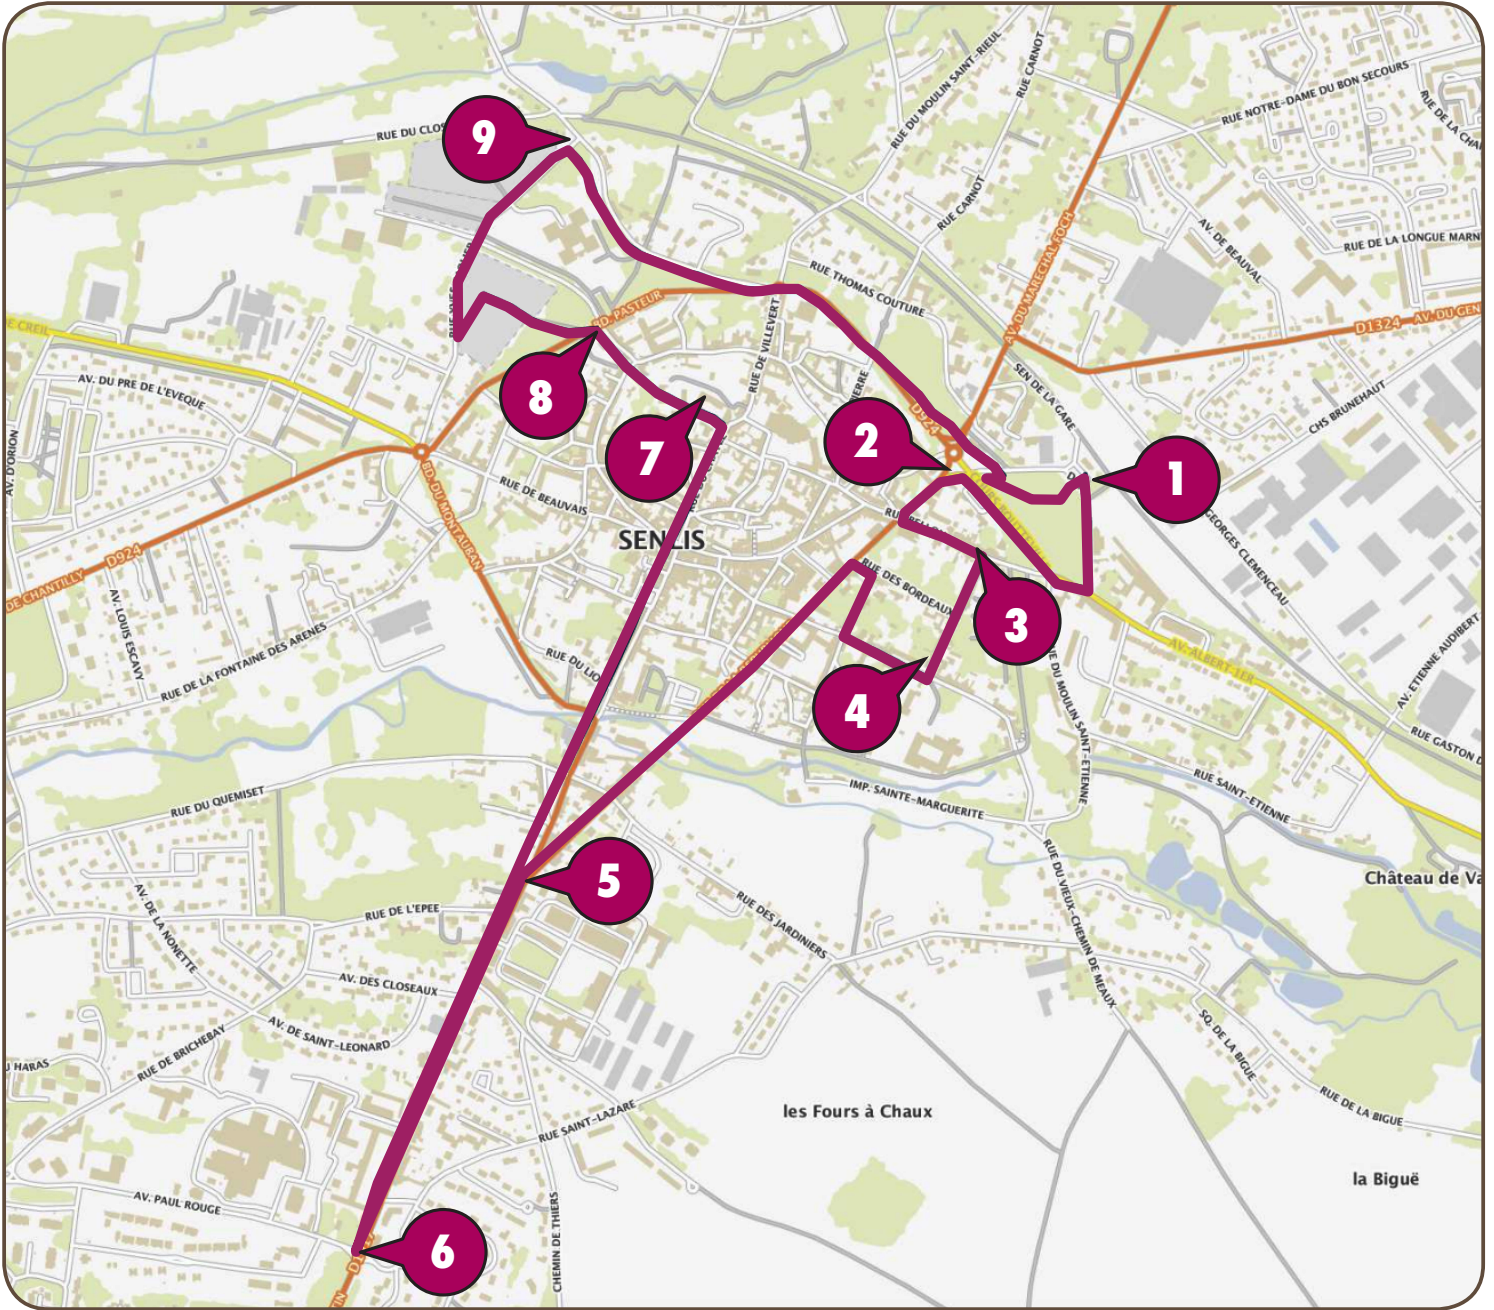 RUE DU MOULIN SAINT-RIEUL
RUE CARNOT
RUE NOTRE-DAME DU BON SECOURS
RUE DE LA CHA
RUE DU CLOS
9
RUE CARNOT
AV. DU MARECHAL FOCH
AV. DE BEAUVAL
RUE DE LA LONGUE MARN
RUE THOMAS COUTURE
BD. PASTEUR
RUE DE VILLEVERT
D1324
AV. DU GEN
E CREIL
AV. DU PRE DE L'EVEQUE
8
SEN DE LA GARE
CHS BRUNEHAUT
D924
2
7
1
AV. D'ORION
BD. DU MONTAUBAN
RUE DE BEAUVAIS
GEORGES CLEMENCEAU
SENLIS
D924
DE CHANTILLY
RUE DES BORDEAUX
3
AV. LOUIS ESCAVY
RUE DE LA FONTAINE DES ARENES
RUE DU LIO
4
AV. ALBERT-1ER
AV. ETIENNE AUDIBERT
UE DU MOULIN SAINT-ETIENNE
RUE GASTON D
RUE DU QUEMISET
IMP. SAINTE-MARGUERITE
RUE SAINT-ETIENNE
5
Château de Va
RUE DU VIEUX-CHEMIN DE MEAUX
AV. DE LA NONETTE
RUE DE L'EPEE
RUE DES JARDINIERS
AV. DES CLOSEAUX
AV. DE SAINT-LEONARD
RUE DE BRICHEBAY
U HARAS
SQ. DE LA BIGUE
RUE SAINT-LAZARE
les Fours à Chaux
RUE DE LA BIGUE
la Biguë
AV. PAUL ROUGE
CHEMIN DE THIERS
6